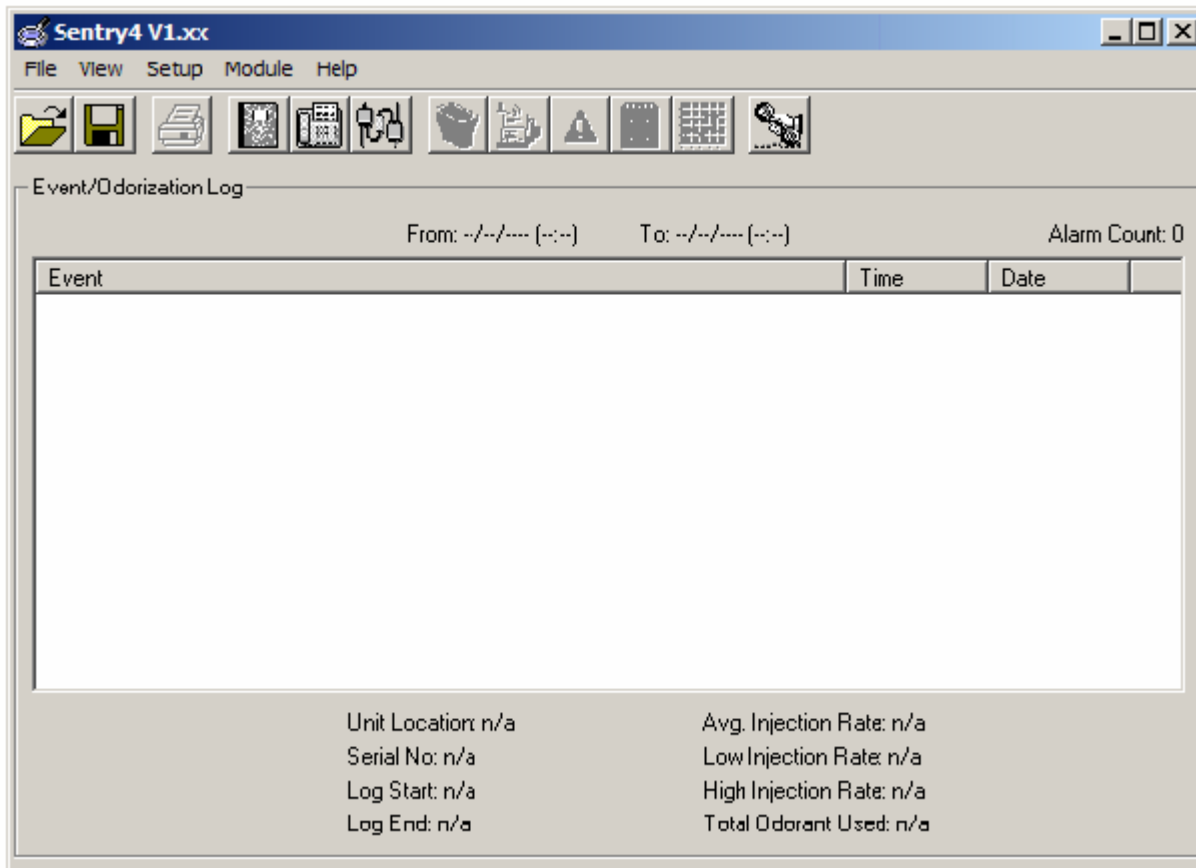 Sentry4 V1.xx
File View Setup Module Help
Event/Odorization Log
From: --/--/---- (--:--) To: --/--/---- (--:--) Alarm Count: 0
Event Time Date
Unit Location: n/a Avg. Injection Rate: n/a
Serial No: n/a Low Injection Rate: n/a
Log Start: n/a High Injection Rate: n/a
Log End: n/a Total Odorant Used: n/a